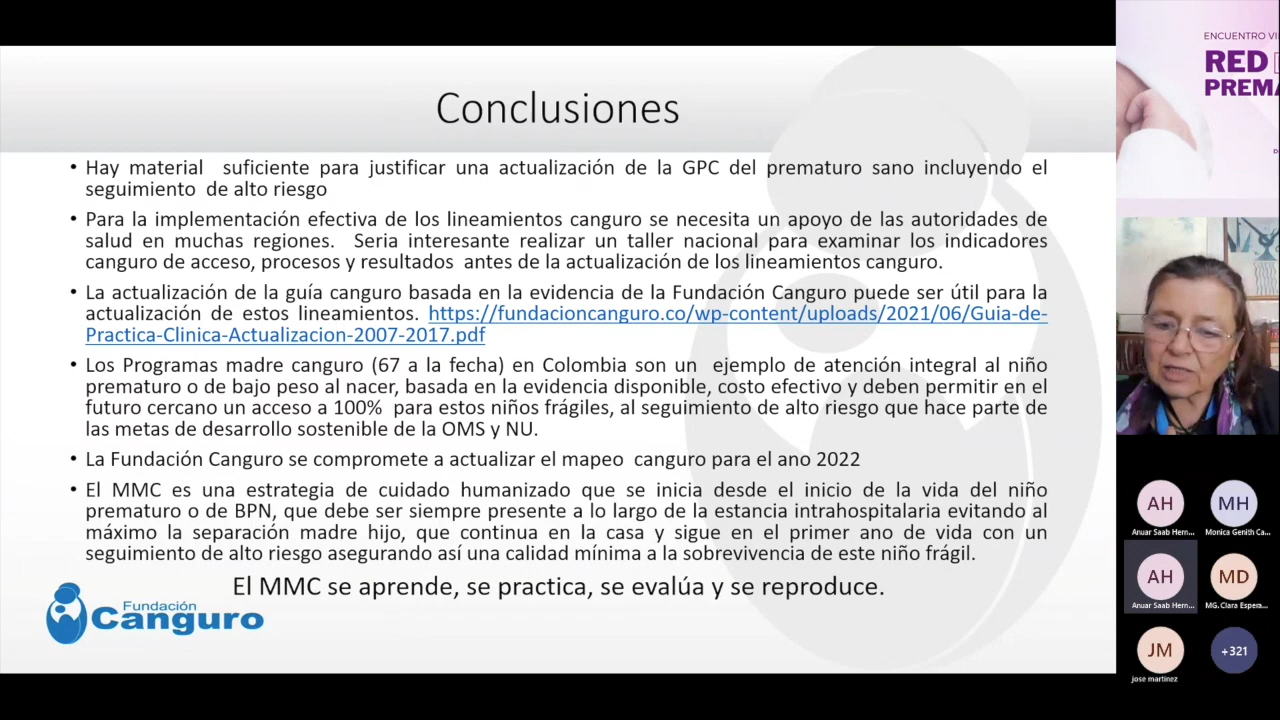 Conclusiones
• Hay material suficiente para justificar una actualización de la GPC del prematuro sano incluyendo el
seguimiento de alto riesgo
• Para la implementación efectiva de los lineamientos canguro se necesita un apoyo de las autoridades de
salud en muchas regiones. Seria interesante realizar un taller nacional para examinar los indicadores
canguro de acceso, procesos y resultados antes de la actualización de los lineamientos canguro.
• La actualización de la guía canguro basada en la evidencia de la Fundación Canguro puede ser útil para la
actualización de estos lineamientos. https://fundacioncanguro.co/wp-content/uploads/2021/06/Guia-de-
Practica-Clinica-Actualizacion-2007-2017.pdf
• Los Programas madre canguro (67 a la fecha) en Colombia son un ejemplo de atención integral al niño
prematuro o de bajo peso al nacer, basada en la evidencia disponible, costo efectivo y deben permitir en el
futuro cercano un acceso a 100% para estos niños frágiles, al seguimiento de alto riesgo que hace parte de
las metas de desarrollo sostenible de la OMS y NU.
• La Fundación Canguro se compromete a actualizar el mapeo canguro para el ano 2022
• El MMC es una estrategia de cuidado humanizado que se inicia desde el inicio de la vida del niño
prematuro o de BPN, que debe ser siempre presente a lo largo de la estancia intrahospitalaria evitando al
máximo la separación madre hijo, que continua en la casa y sigue en el primer ano de vida con un
seguimiento de alto riesgo asegurando así una calidad mínima a la sobrevivencia de este niño frágil.
El MMC se aprende, se practica, se evalúa y se reproduce.
Fundación
Canguro
ENCUENTRO VI
RED
PREMA
AH
MH
Anuar Saab Hern...
Monica Genith Ca...
AH
MD
Anuar Saab Hern...
MG. Clara Espera...
JM
+321
jose martinez